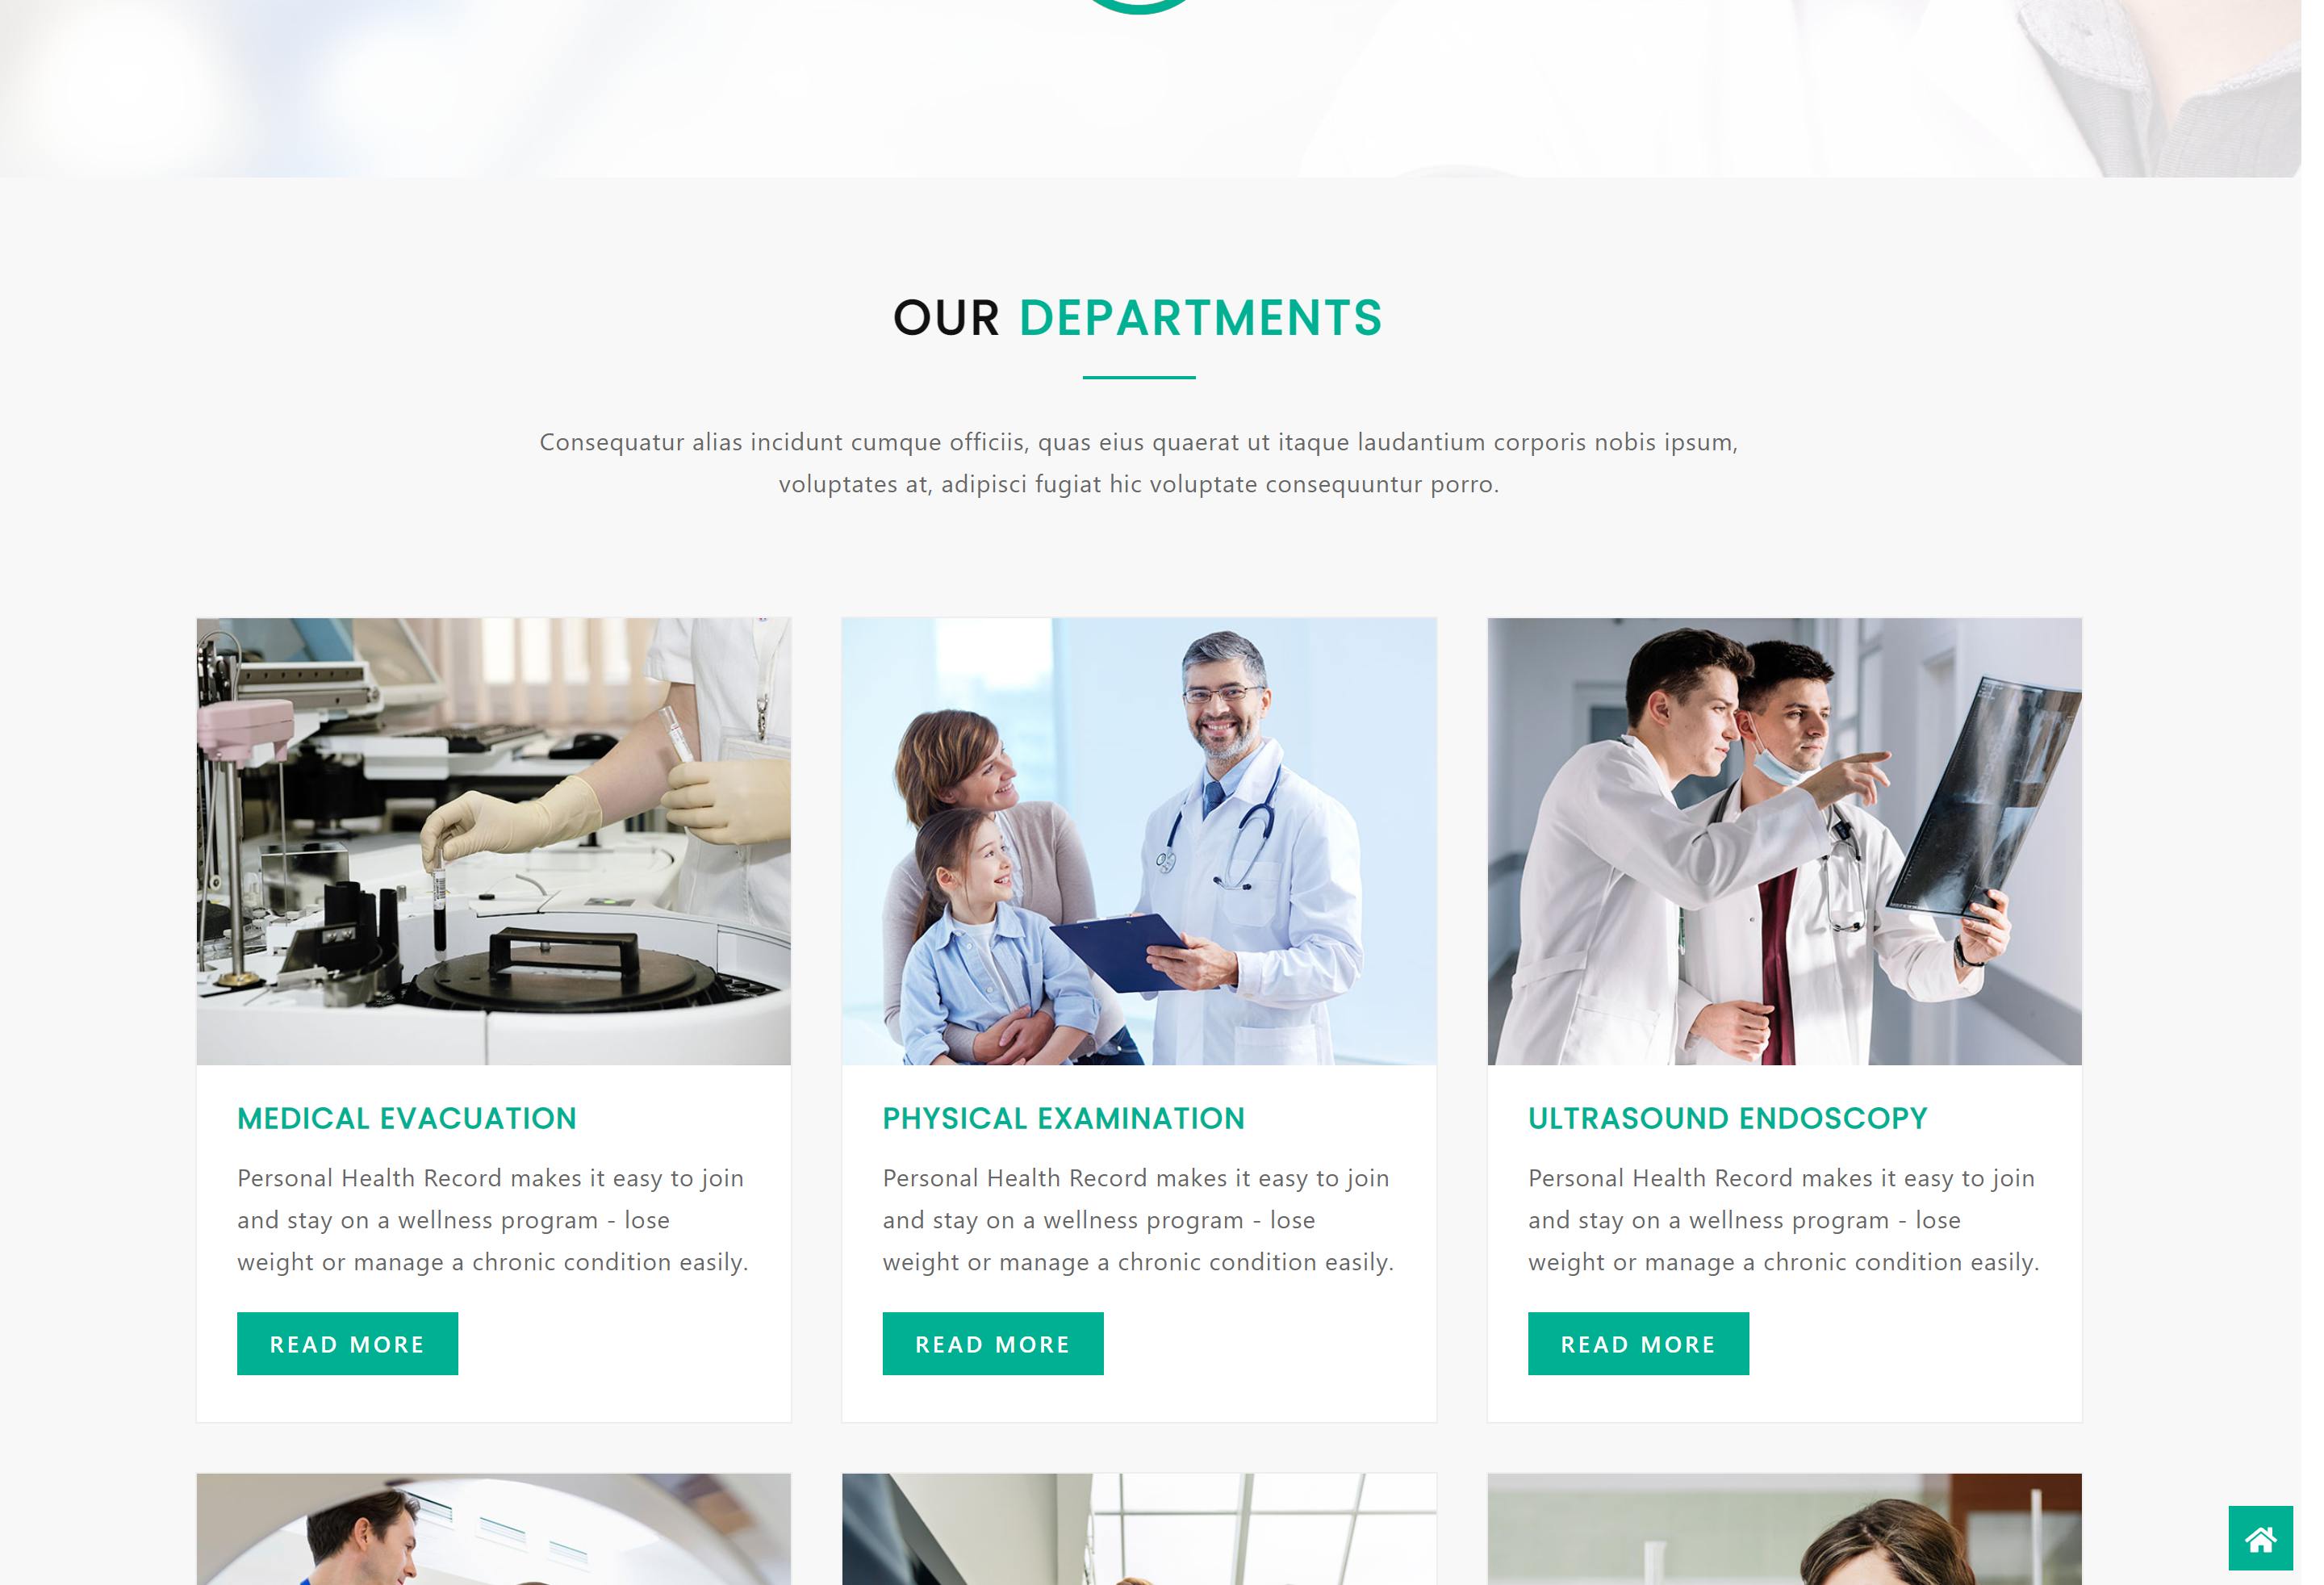 OUR DEPARTMENTS
Consequatur alias incidunt cumque officiis, quas eius quaerat ut itaque laudantium corporis nobis ipsum,
voluptates at, adipisci fugiat hic voluptate consequuntur porro.
MEDICAL EVACUATION
Personal Health Record makes it easy to join
and stay on a wellness program - lose
weight or manage a chronic condition easily.
READ MORE
PHYSICAL EXAMINATION
Personal Health Record makes it easy to join
and stay on a wellness program - lose
weight or manage a chronic condition easily.
READ MORE
ULTRASOUND ENDOSCOPY
Personal Health Record makes it easy to join
and stay on a wellness program - lose
weight or manage a chronic condition easily.
READ MORE